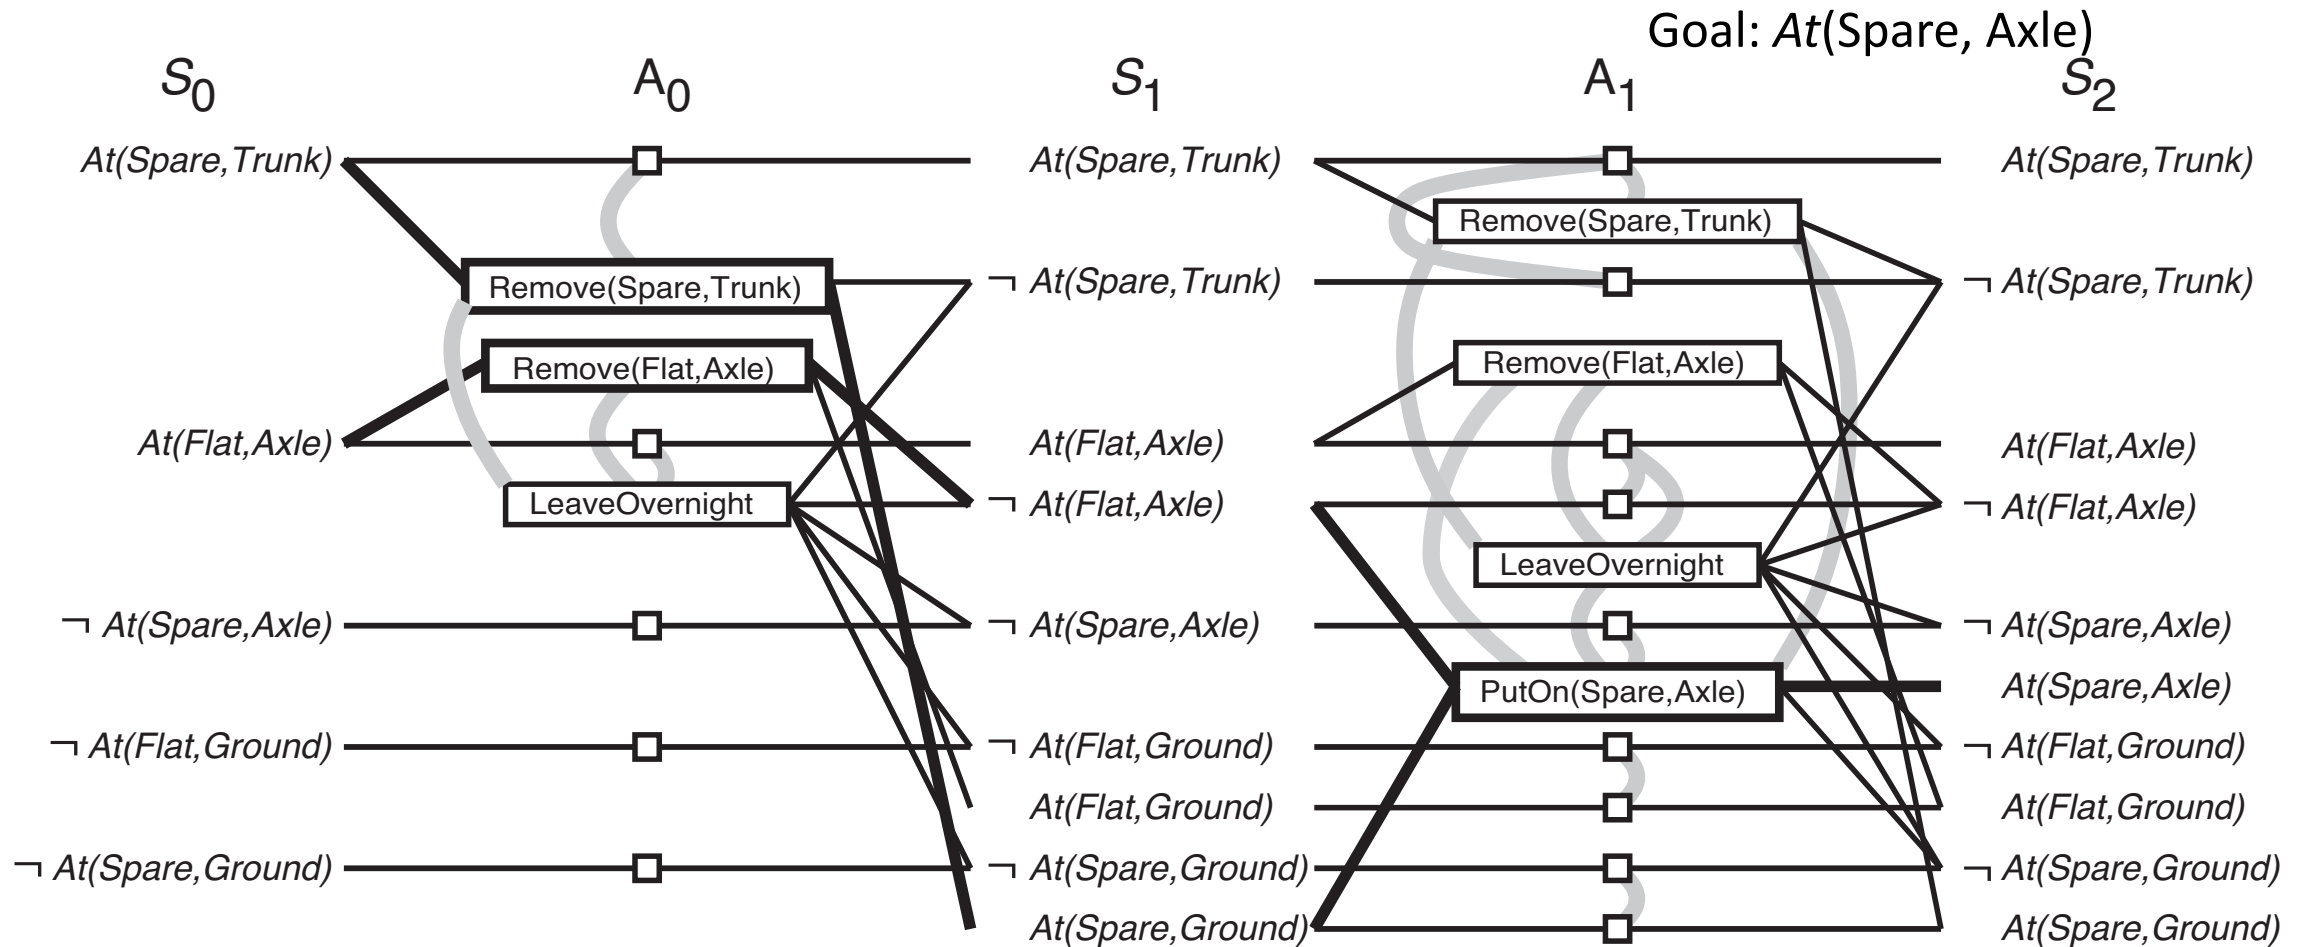 Goal: At(Spare, Axle)
S0 A0 S1 A1 S2
At(Spare,Trunk) At(Spare,Trunk) At(Spare,Trunk)
Remove(Spare,Trunk)
Remove(Spare,Trunk) ¬ At(Spare,Trunk) ¬ At(Spare,Trunk)
Remove(Flat,Axle) Remove(Flat,Axle)
At(Flat,Axle) At(Flat,Axle) At(Flat,Axle)
LeaveOvernight ¬ At(Flat,Axle) ¬ At(Flat,Axle)
LeaveOvernight
¬ At(Spare,Axle) ¬ At(Spare,Axle) ¬ At(Spare,Axle)
PutOn(Spare,Axle) At(Spare,Axle)
¬ At(Flat,Ground) ¬ At(Flat,Ground) ¬ At(Flat,Ground)
At(Flat,Ground) At(Flat,Ground)
¬ At(Spare,Ground) ¬ At(Spare,Ground) ¬ At(Spare,Ground)
At(Spare,Ground) At(Spare,Ground)